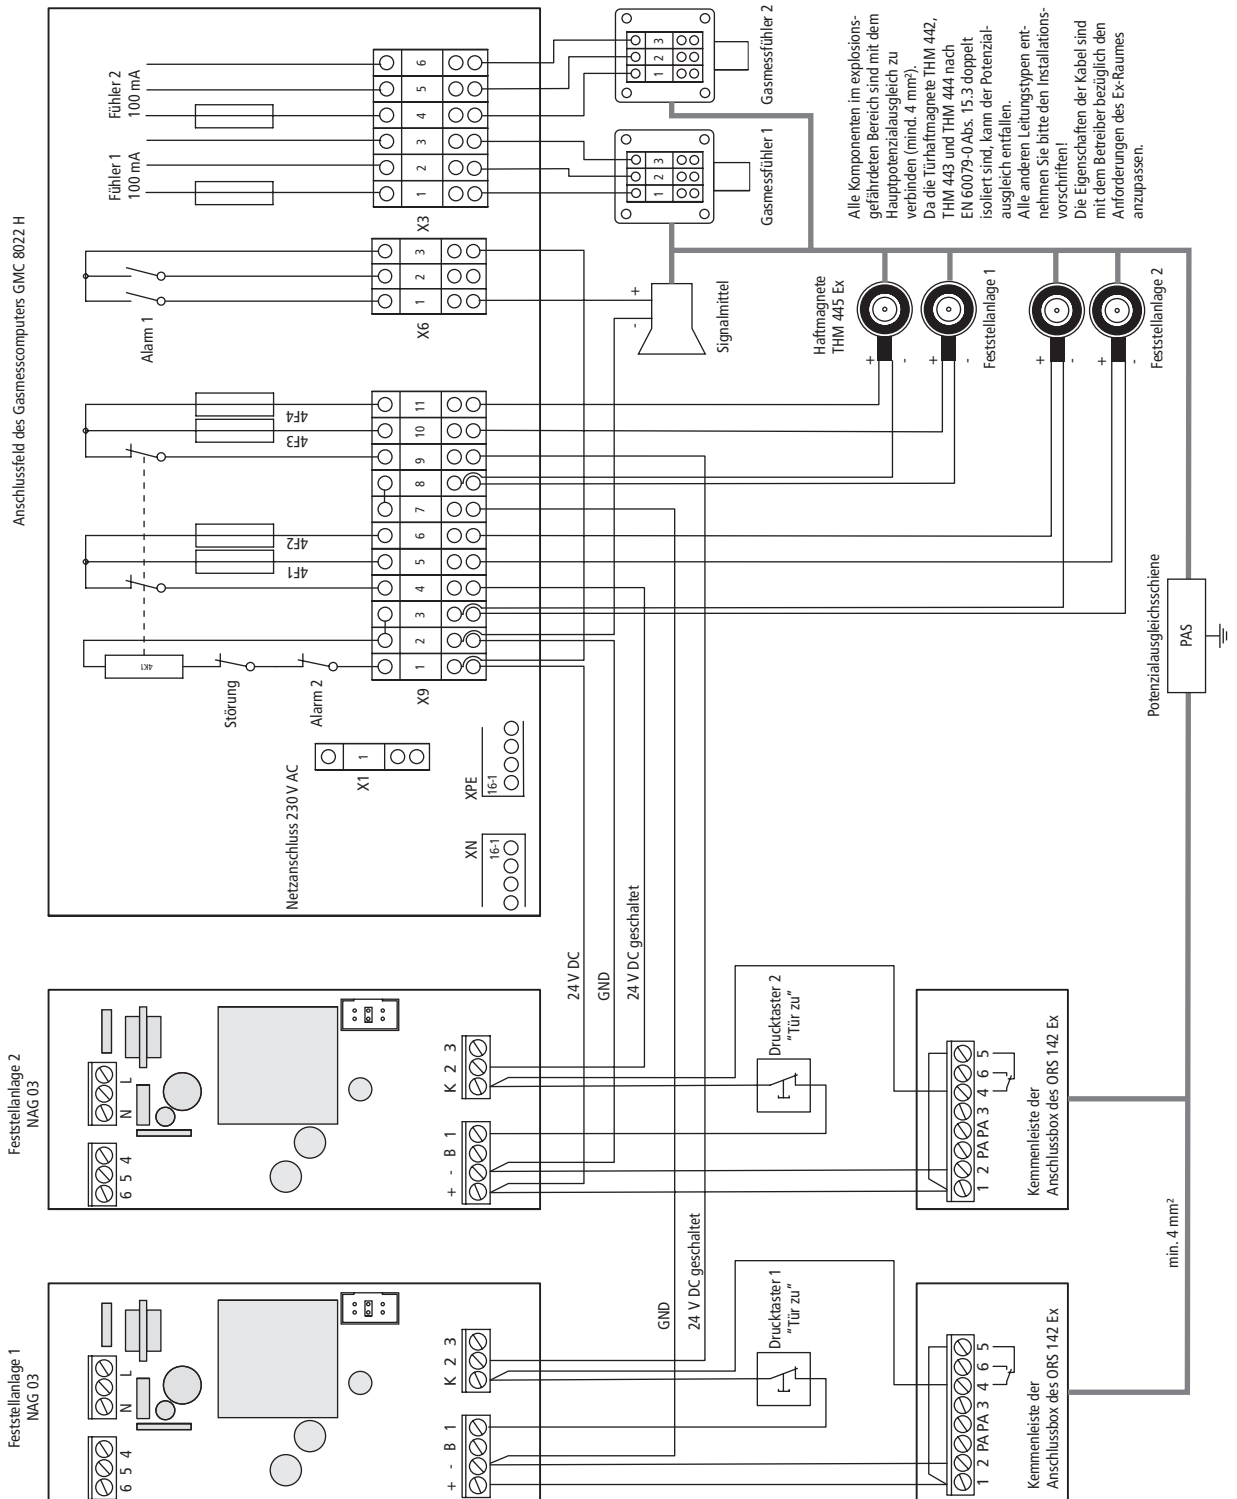 Anschlussfeld des Gasmesscomputers GMC 8022 H
Fühler 2
100 mA
Fühler 1
100 mA
6
5
4
3
2
1
X3
Alarm 1
3
2
1
X6
4F4
4F3
4F2
4F1
11
10
9
8
7
6
5
4
3
2
1
X9
4K1
Störung
Alarm 2
Netzanschluss 230 V AC
1
X1
XPE
16-1
XN
16-1
3
2
1
Gasmessfühler 2
3
2
1
Gasmessfühler 1
+
-
Signalmittel
Haftmagnete
THM 445 Ex
+
-
+
-
Feststellanlage 1
+
-
+
-
Feststellanlage 2
Alle Komponenten im explosions-
gefährdeten Bereich sind mit dem
Hauptpotenzialausgleich zu
verbinden (mind. 4 mm²).
Da die Türhaftmagnete THM 442,
THM 443 und THM 444 nach
EN 60079-0 Abs. 15.3 doppelt
isoliert sind, kann der Potenzial-
ausgleich entfallen.
Alle anderen Leitungstypen ent-
nehmen Sie bitte den Installations-
vorschriften!
Die Eigenschaften der Kabel sind
mit dem Betreiber bezüglich den
Anforderungen des Ex-Raumes
anzupassen.
Potenzialausgleichsschiene
PAS
Feststellanlage 2
NAG 03
6 5 4
N L
+ - B 1
K 2 3
24 V DC
GND
24 V DC geschaltet
Drucktaster 2
"Tür zu"
1 2 PA PA 3 4 6 5
Kemmenleiste der
Anschlussbox des ORS 142 Ex
Feststellanlage 1
NAG 03
6 5 4
N L
+ - B 1
K 2 3
GND
24 V DC geschaltet
Drucktaster 1
"Tür zu"
1 2 PA PA 3 4 6 5
Kemmenleiste der
Anschlussbox des ORS 142 Ex
min. 4 mm²